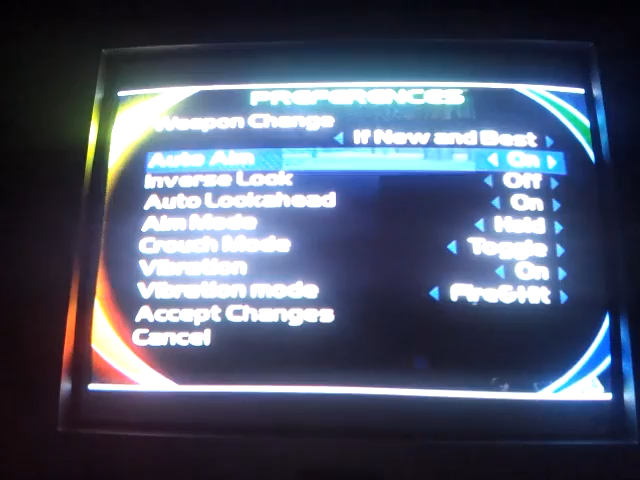 PREFERENCES
Weapon Change
If New and Best
Auto Aim On
Inverse Look Off
Auto Lookahead On
Aim Mode Hold
Crouch Mode Toggle
Vibration On
Vibration mode Fire&Hit
Accept Changes
Cancel